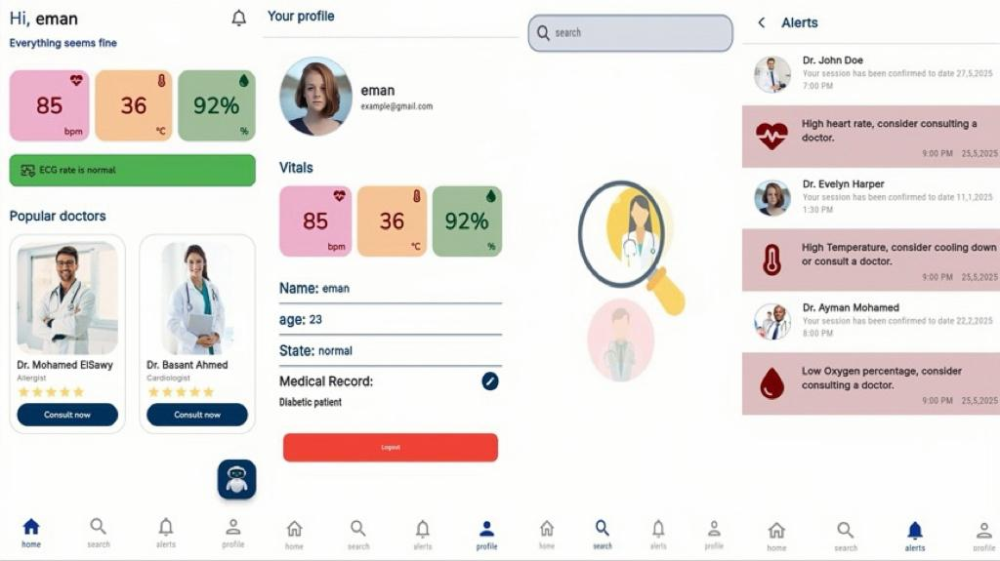 Hi, eman
Everything seems fine
85
bpm
36
°C
92%
%
ECG rate is normal
Popular doctors
Dr. Mohamed ElSawy
Allergist
Consult now
Dr. Basant Ahmed
Cardiologist
Consult now
home
search
alerts
profile
Your profile
eman
example@gmail.com
Vitals
85
bpm
36
°C
92%
%
Name: eman
age: 23
State: normal
Medical Record:
Diabetic patient
Logout
home
search
alerts
profile
search
home
search
alerts
profile
Alerts
Dr. John Doe
Your session has been confirmed to date 27,5,2025
7:00 PM
High heart rate, consider consulting a
doctor.
9:00 PM 25,5,2025
Dr. Evelyn Harper
Your session has been confirmed to date 11,1,2025
1:30 PM
High Temperature, consider cooling down
or consult a doctor.
9:00 PM 25,5,2025
Dr. Ayman Mohamed
Your session has been confirmed to date 22,2,2025
8:00 PM
Low Oxygen percentage, consider
consulting a doctor.
9:00 PM 25,5,2025
home
search
alerts
profile